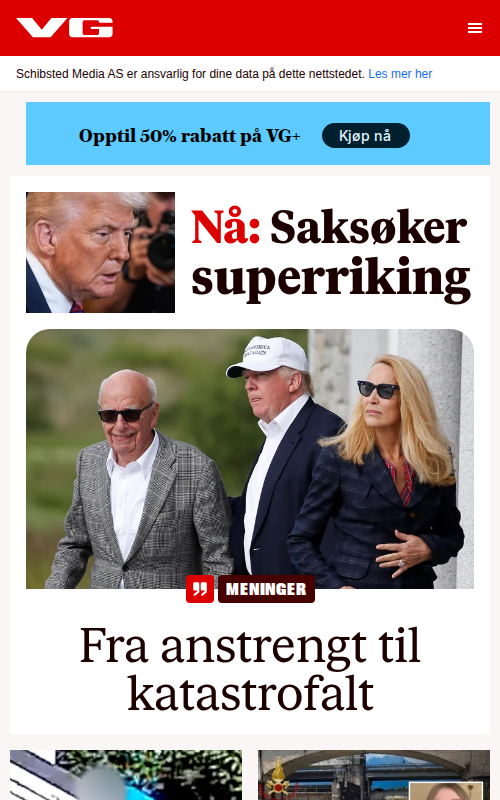 VG
Schibsted Media AS er ansvarlig for dine data på dette nettstedet. Les mer her
Opptil 50% rabatt på VG+
Kjøp nå
Nå: Saksøker
superriking
MENINGER
Fra anstrengt til
katastrofalt